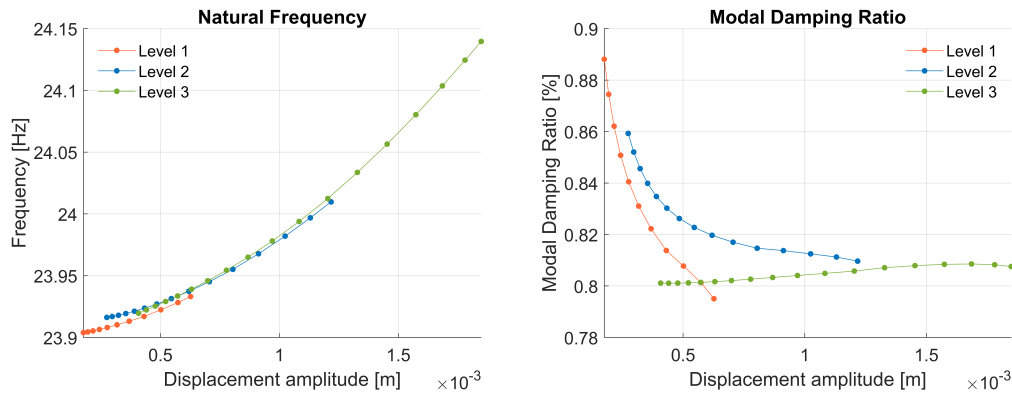 Natural Frequency
24.15
24.1
24.05
24
23.95
23.9
Frequency [Hz]
Level 1
Level 2
Level 3
0.5
1
1.5
Displacement amplitude [m]
×10-3
Modal Damping Ratio
0.9
0.88
0.86
0.84
0.82
0.8
0.78
Modal Damping Ratio [%]
Level 1
Level 2
Level 3
0.5
1
1.5
Displacement amplitude [m]
×10-3